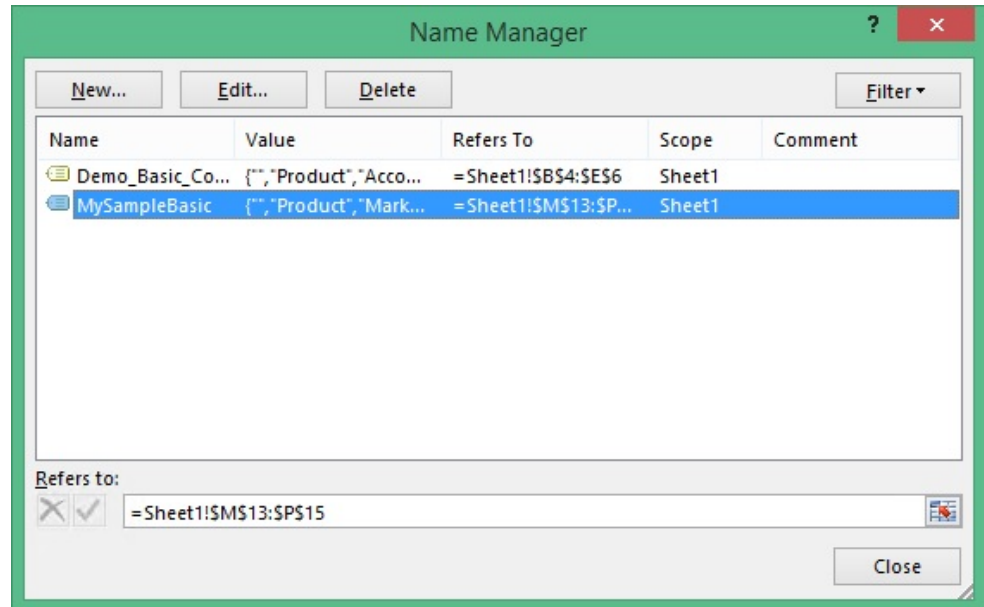 Name Manager ? ×
New... Edit... Delete Filter
Name Value Refers To Scope Comment
Demo_Basic_Co... {"","Product","Acco... =Sheet1!$B$4:$E$6 Sheet1
MySampleBasic {"","Product","Mark... =Sheet1!$M$13:$P... Sheet1
Refers to:
=Sheet1!$M$13:$P$15
Close